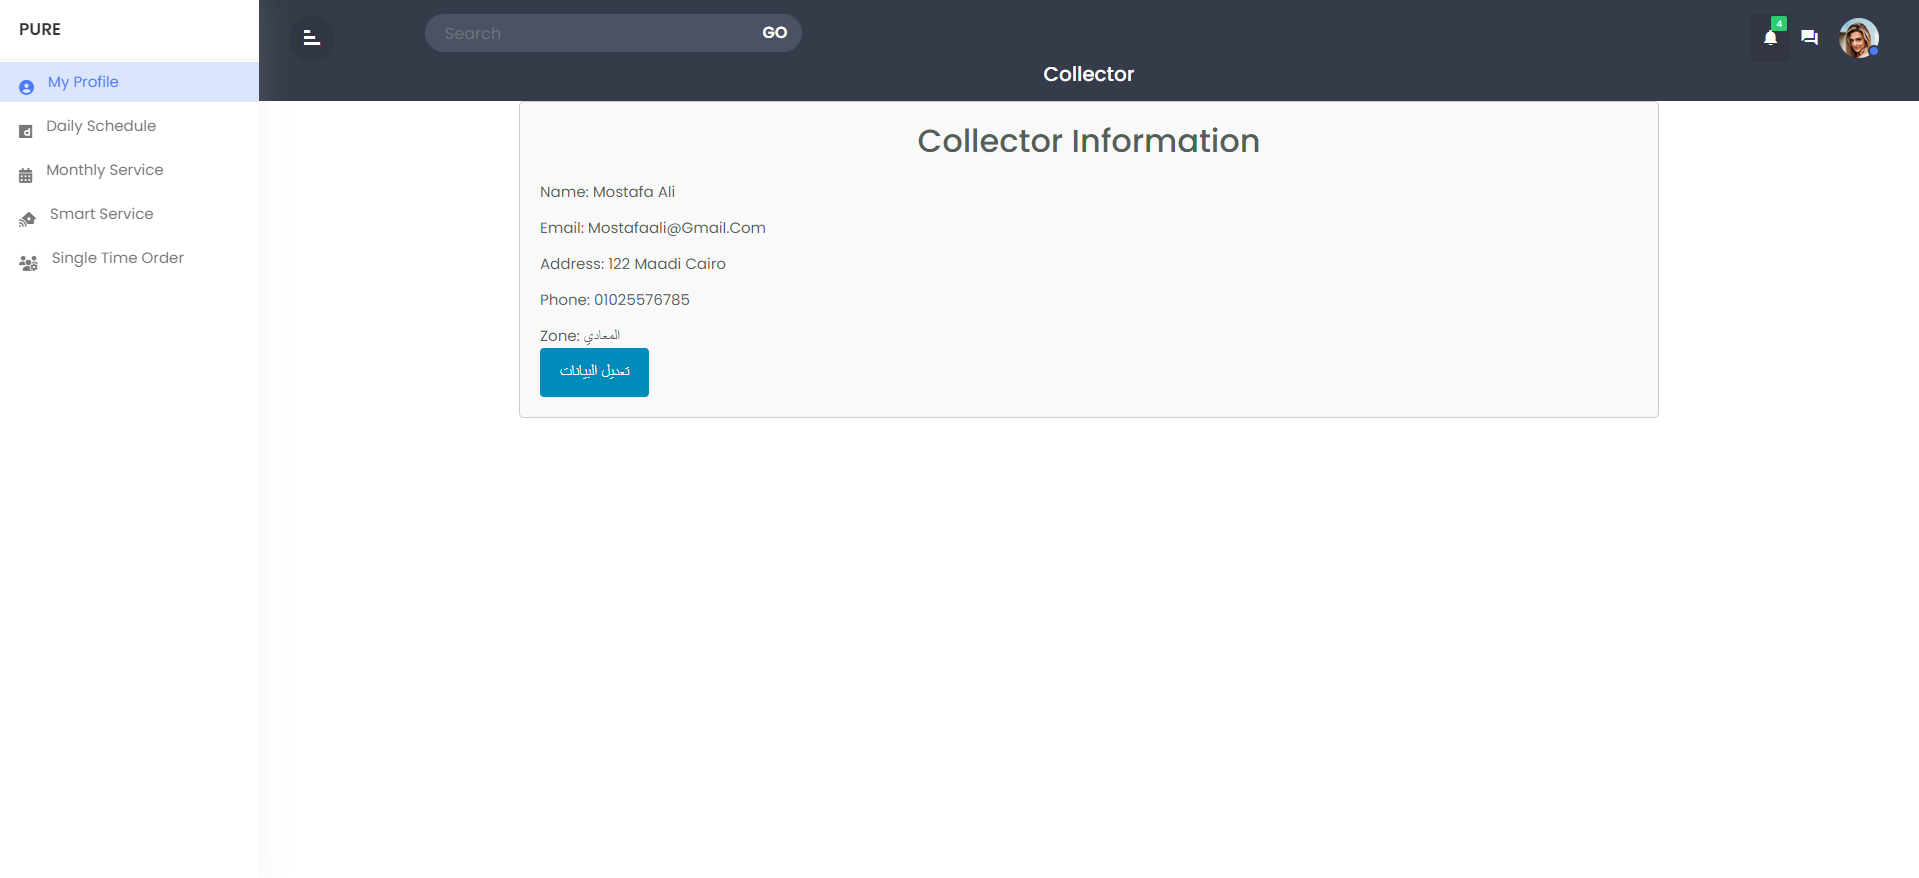 PURE
My Profile
Daily Schedule
Monthly Service
Smart Service
Single Time Order
Search
GO
4
Collector
Collector Information
Name: Mostafa Ali
Email: Mostafaali@Gmail.Com
Address: 122 Maadi Cairo
Phone: 01025576785
Zone: المعادي
تعديل البيانات